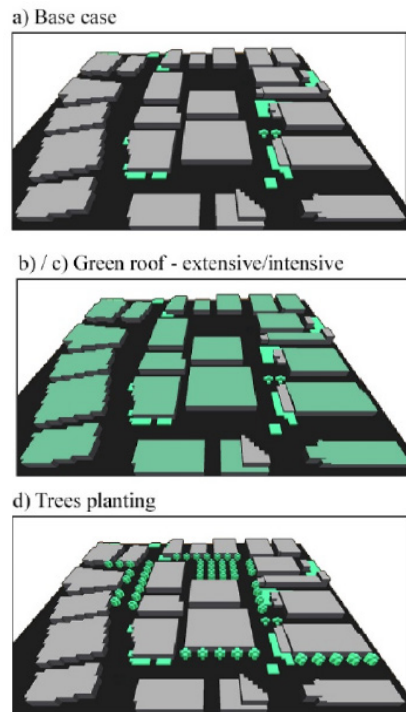 a) Base case
b) / c) Green roof - extensive/intensive
d) Trees planting